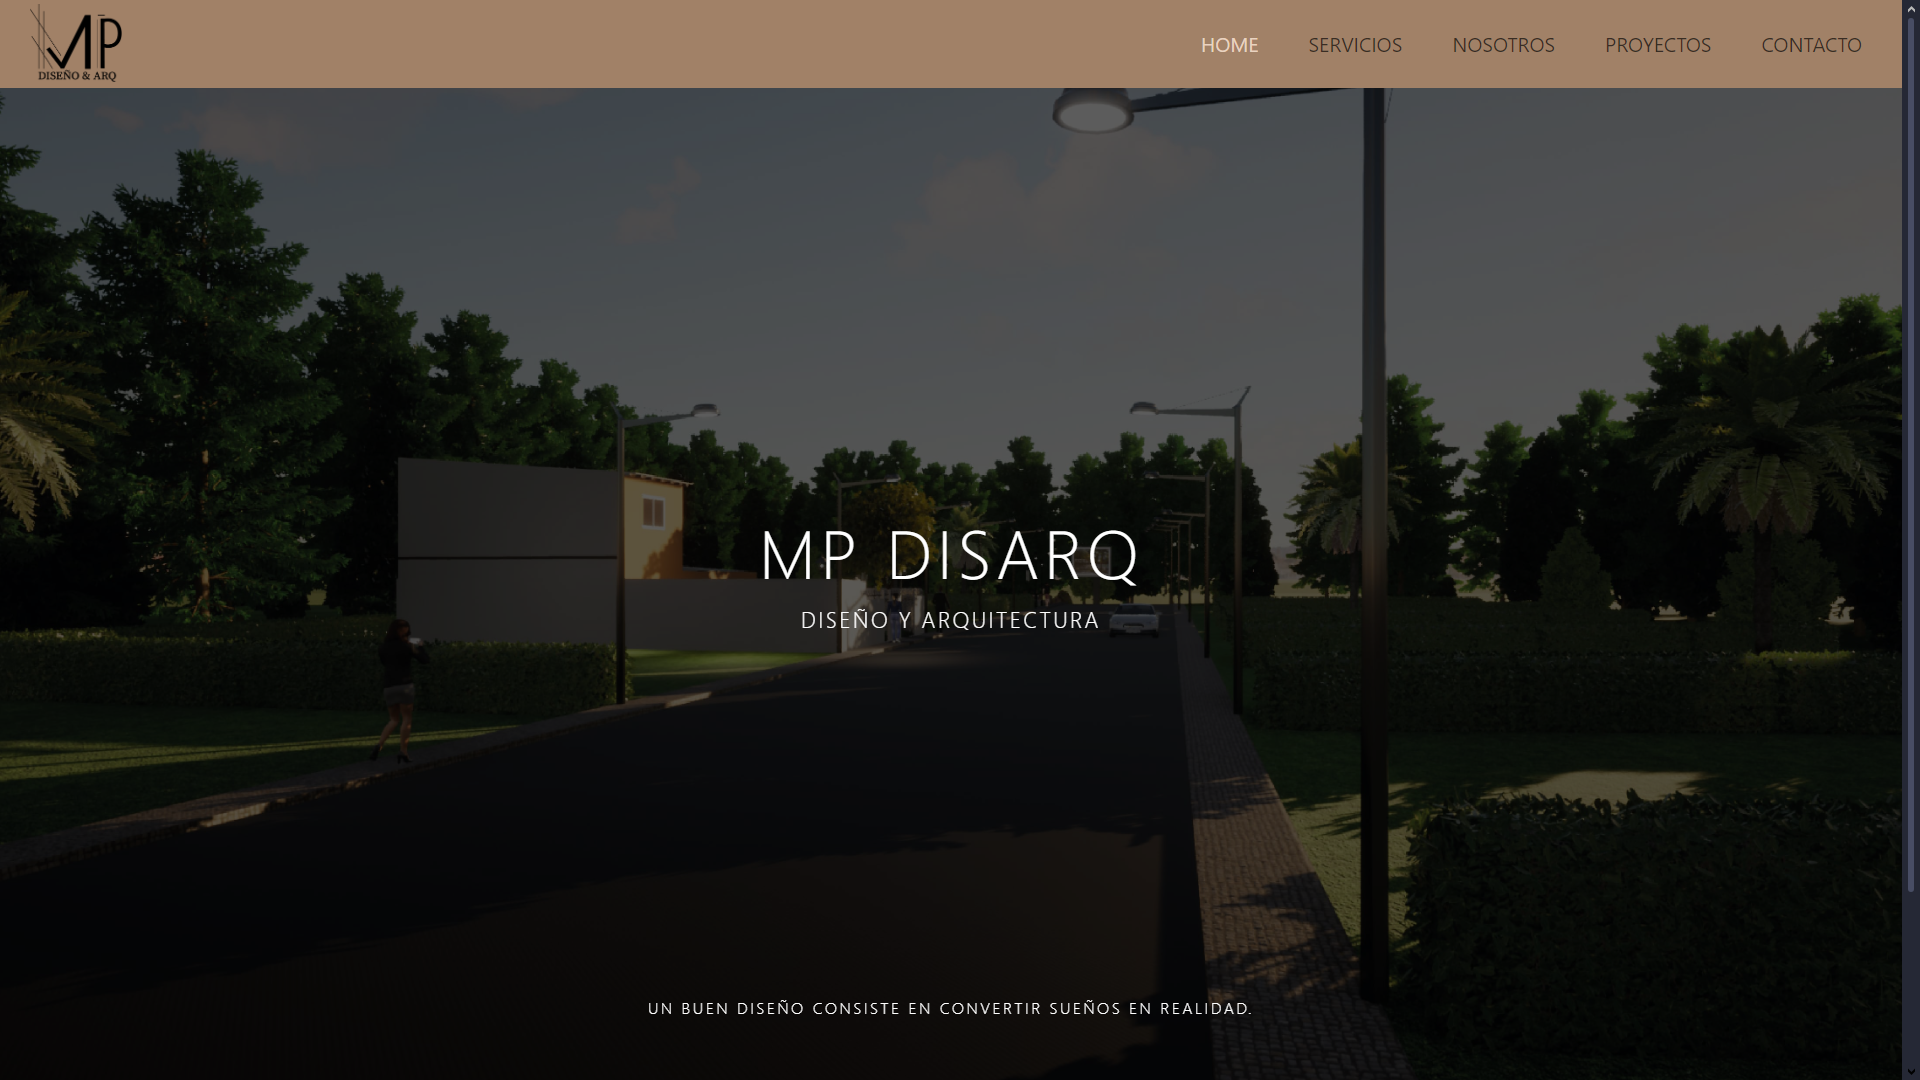 MP
DISEÑO & ARQ
HOME SERVICIOS NOSOTROS PROYECTOS CONTACTO
MP DISARQ
DISEÑO Y ARQUITECTURA
UN BUEN DISEÑO CONSISTE EN CONVERTIR SUEÑOS EN REALIDAD.